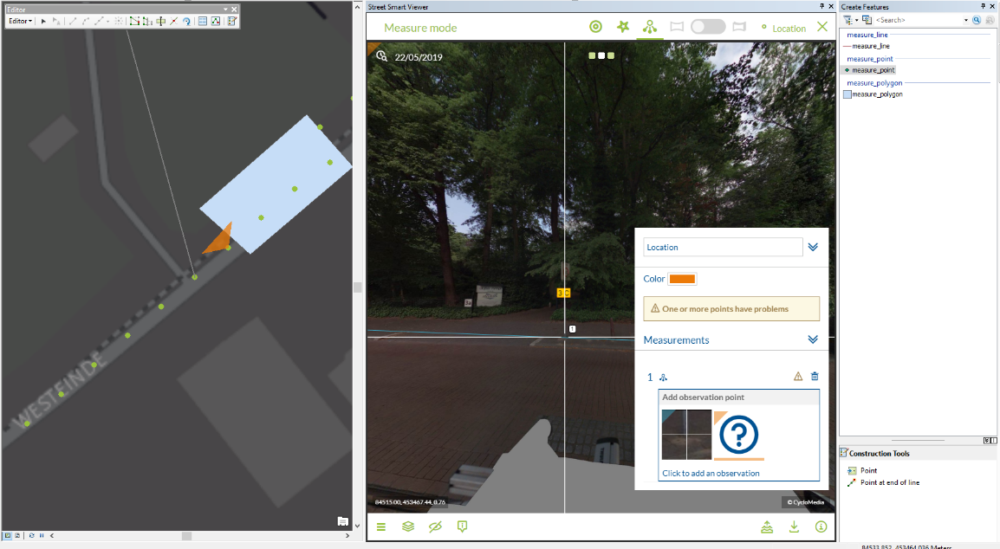 Editor
Editor
WESTEINDE
Street Smart Viewer
Measure mode
Location
22/05/2019
3a
3 C
1
84515.00, 453467.44, 0.76
© CycloMedia
Location
Color
One or more points have problems
Measurements
1
Add observation point
Click to add an observation
Create Features
<Search>
measure_line
measure_line
measure_point
measure_point
measure_polygon
measure_polygon
Construction Tools
Point
Point at end of line
84533,852 453464,036 Meters